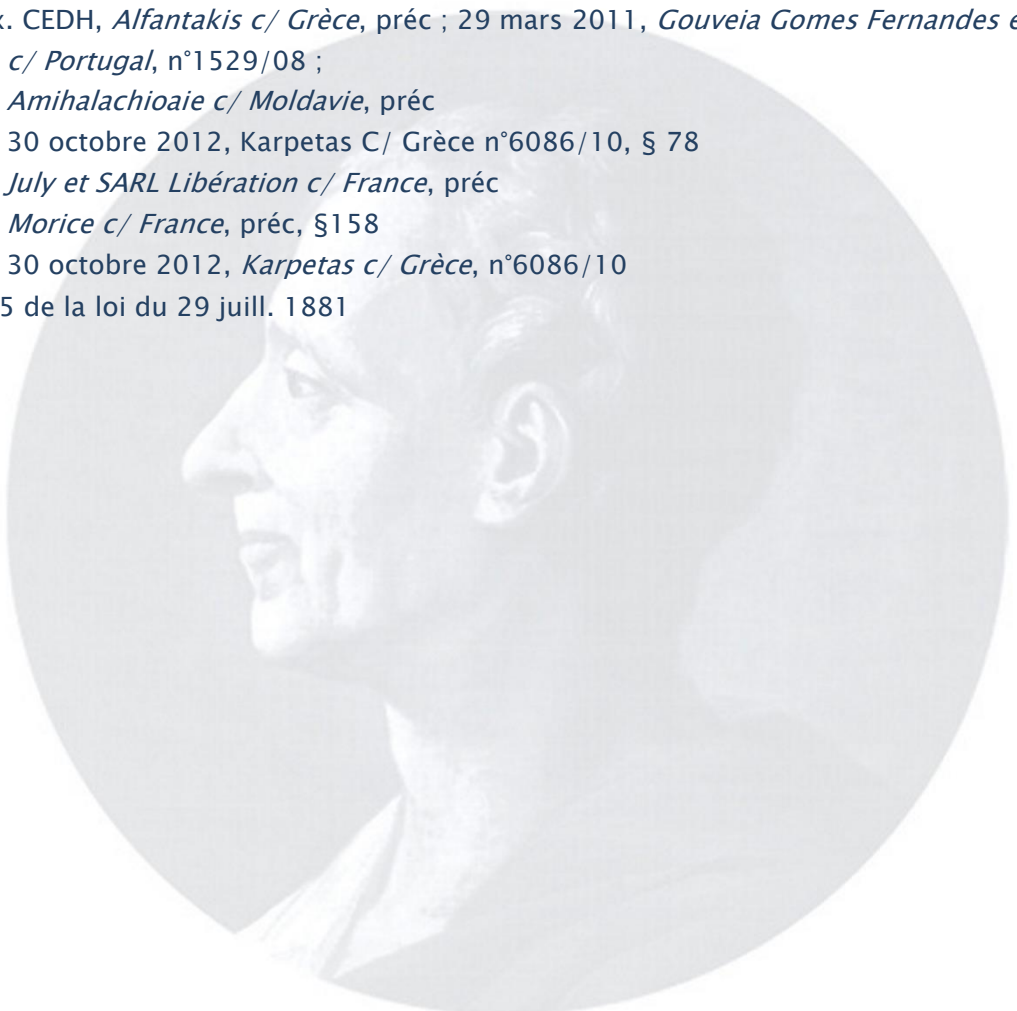 x. CEDH, Alfantakis c/ Grèce, préc ; 29 mars 2011, Gouveia Gomes Fernandes e
c/ Portugal, n°1529/08 ;
Amihalachioaie c/ Moldavie, préc
30 octobre 2012, Karpetas C/ Grèce n°6086/10, § 78
July et SARL Libération c/ France, préc
Morice c/ France, préc, §158
30 octobre 2012, Karpetas c/ Grèce, n°6086/10
5 de la loi du 29 juill. 1881